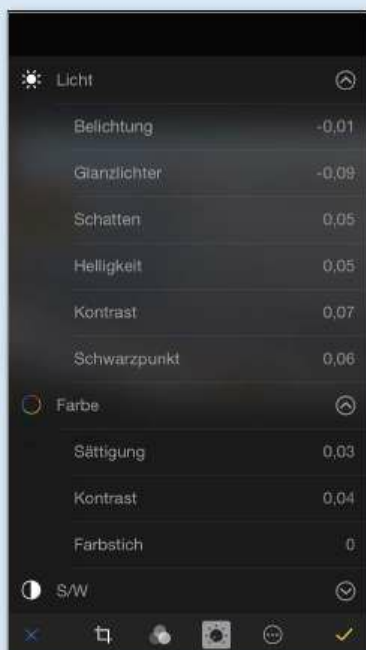 Licht
Belichtung -0,01
Glanzlichter -0,09
Schatten 0,05
Helligkeit 0,05
Kontrast 0,07
Schwarzpunkt 0,06
Farbe
Sättigung 0,03
Kontrast 0,04
Farbstich 0
S/W